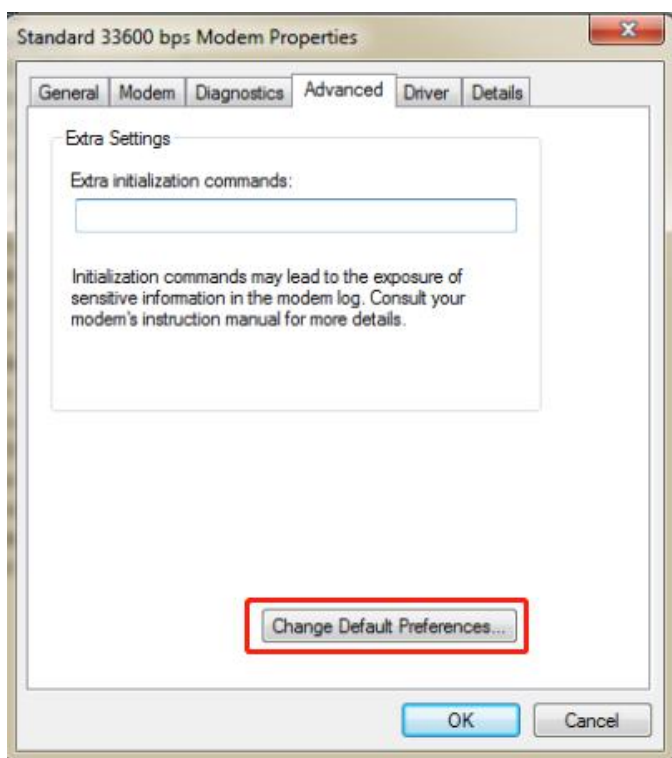 Standard 33600 bps Modem Properties
General Modem Diagnostics Advanced Driver Details
Extra Settings
Extra initialization commands:
Initialization commands may lead to the exposure of
sensitive information in the modem log. Consult your
modem's instruction manual for more details.
Change Default Preferences...
OK Cancel